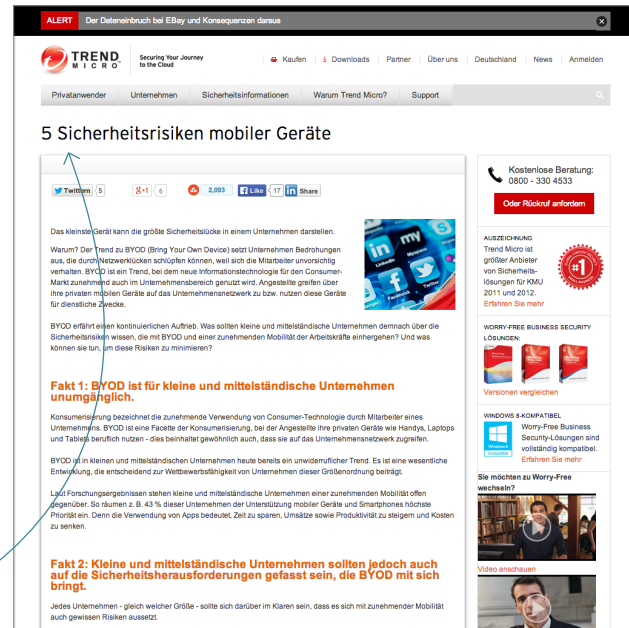 ALERT Der Dateneinbruch bei EBay und Konsequenzen daraus
TREND
MICRO
Securing Your Journey
to the Cloud
Kaufen
Downloads
Partner
Über uns
Deutschland
News
Anmelden
Privatanwender
Unternehmen
Sicherheitsinformationen
Warum Trend Micro?
Support
5 Sicherheitsrisiken mobiler Geräte
Twittern 5
g+1 6
2,093
Like 17
in Share
Das kleinste Gerät kann die größte Sicherheitslücke in einem Unternehmen darstellen.
Warum? Der Trend zu BYOD (Bring Your Own Device) setzt Unternehmen Bedrohungen
aus, die durch Netzwerklücken schlüpfen können, weil sich die Mitarbeiter unvorsichtig
verhalten. BYOD ist ein Trend, bei dem neue Informationstechnologie für den Consumer-
Markt zunehmend auch im Unternehmensbereich genutzt wird. Angestellte greifen über
ihre privaten mobilen Geräte auf das Unternehmensnetzwerk zu bzw. nutzen diese Geräte
für dienstliche Zwecke.
BYOD erfährt einen kontinuierlichen Auftrieb. Was sollten kleine und mittelständische Unternehmen demnach über die
Sicherheitsrisiken wissen, die mit BYOD und einer zunehmenden Mobilität der Arbeitskräfte einhergehen? Und was
können sie tun, um diese Risiken zu minimieren?
Fakt 1: BYOD ist für kleine und mittelständische Unternehmen
unumgänglich.
Konsumerisierung bezeichnet die zunehmende Verwendung von Consumer-Technologie durch Mitarbeiter eines
Unternehmens. BYOD ist eine Facette der Konsumerisierung, bei der Angestellte ihre privaten Geräte wie Handys, Laptops
und Tablets beruflich nutzen - dies beinhaltet gewöhnlich auch, dass sie auf das Unternehmensnetzwerk zugreifen.
BYOD ist in kleinen und mittelständischen Unternehmen heute bereits ein unwiderruflicher Trend. Es ist eine wesentliche
Entwicklung, die entscheidend zur Wettbewerbsfähigkeit von Unternehmen dieser Größenordnung beiträgt.
Laut Forschungsergebnissen stehen kleine und mittelständische Unternehmen einer zunehmenden Mobilität offen
gegenüber. So räumen z. B. 43 % dieser Unternehmen der Unterstützung mobiler Geräte und Smartphones höchste
Priorität ein. Denn die Verwendung von Apps bedeutet, Zeit zu sparen, Umsätze sowie Produktivität zu steigern und Kosten
zu senken.
Fakt 2: Kleine und mittelständische Unternehmen sollten jedoch auch
auf die Sicherheitsherausforderungen gefasst sein, die BYOD mit sich
bringt.
Jedes Unternehmen - gleich welcher Größe - sollte sich darüber im Klaren sein, dass es sich mit zunehmender Mobilität
auch gewissen Risiken aussetzt.
in
my
Facebook
Twitter
Kostenlose Beratung:
0800 - 330 4533
Oder Rückruf anfordern
AUSZEICHNUNG
Trend Micro ist
größter Anbieter
von Sicherheits-
lösungen für KMU
2011 und 2012.
Erfahren Sie mehr
#1
WORRY-FREE BUSINESS SECURITY
LÖSUNGEN:
Versionen vergleichen
WINDOWS 8-KOMPATIBEL
Worry-Free Business
Security-Lösungen sind
vollständig kompatibel.
Erfahren Sie mehr
Windows 8
Compatible
Sie möchten zu Worry-Free
wechseln?
Video anschauen